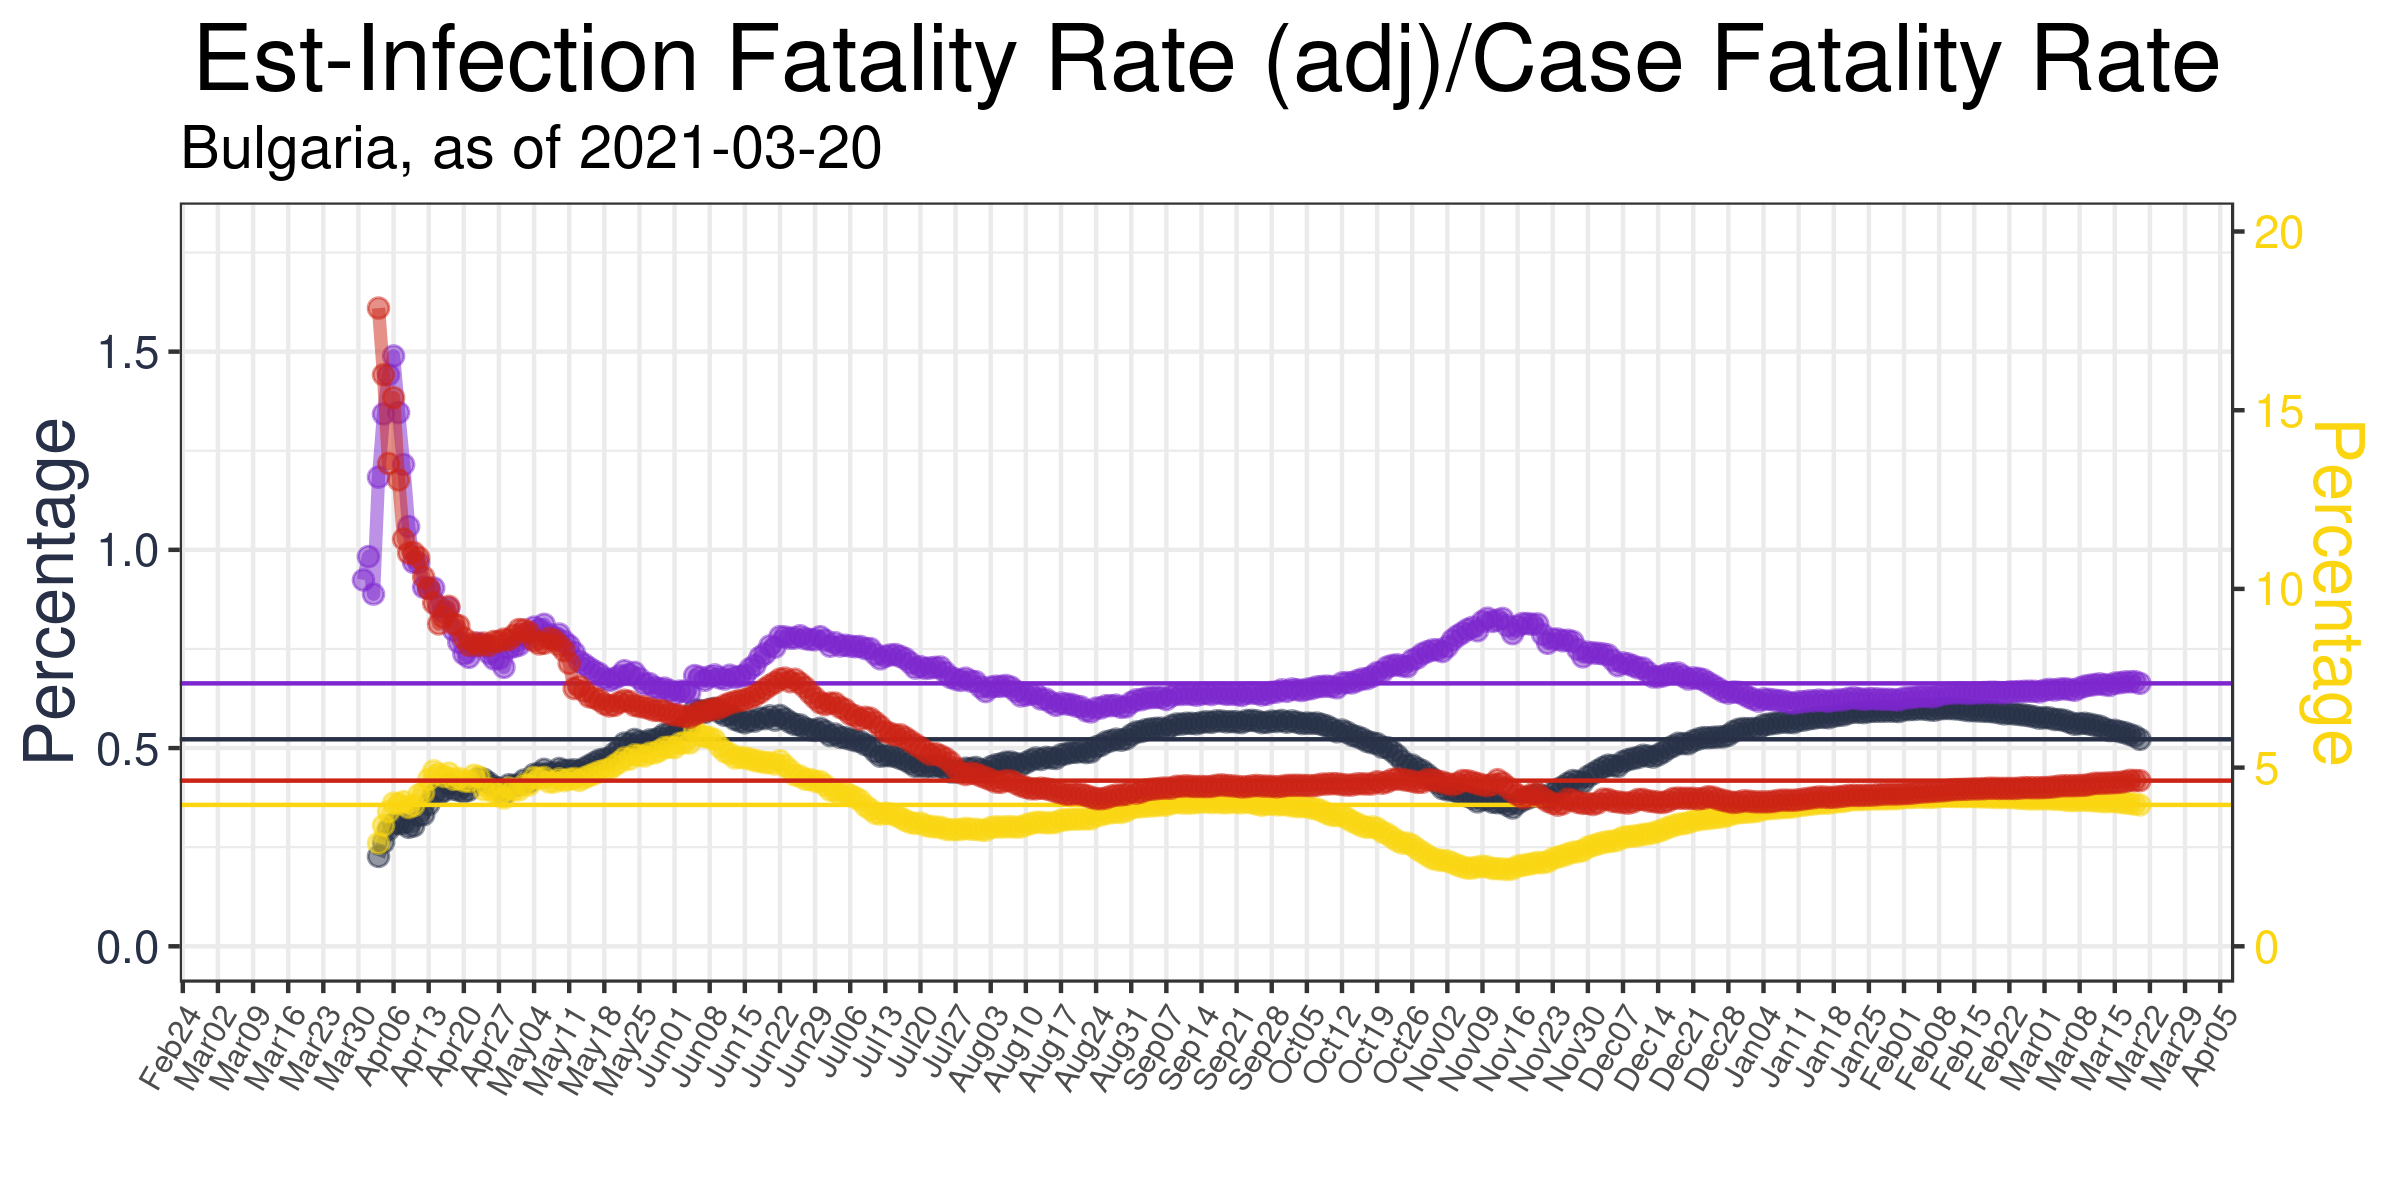 Est-Infection Fatality Rate (adj)/Case Fatality Rate
Bulgaria, as of 2021-03-20
Percentage
1.5
1.0
0.5
0.0
20
15
10
5
0
Percentage
Feb24
Mar02
Mar09
Mar16
Mar23
Mar30
Apr06
Apr13
Apr20
Apr27
May04
May11
May18
May25
Jun01
Jun08
Jun15
Jun22
Jun29
Jul06
Jul13
Jul20
Jul27
Aug03
Aug10
Aug17
Aug24
Aug31
Sep07
Sep14
Sep21
Sep28
Oct05
Oct12
Oct19
Oct26
Nov02
Nov09
Nov16
Nov23
Nov30
Dec07
Dec14
Dec21
Dec28
Jan04
Jan11
Jan18
Jan25
Feb01
Feb08
Feb15
Feb22
Mar01
Mar08
Mar15
Mar22
Mar29
Apr05